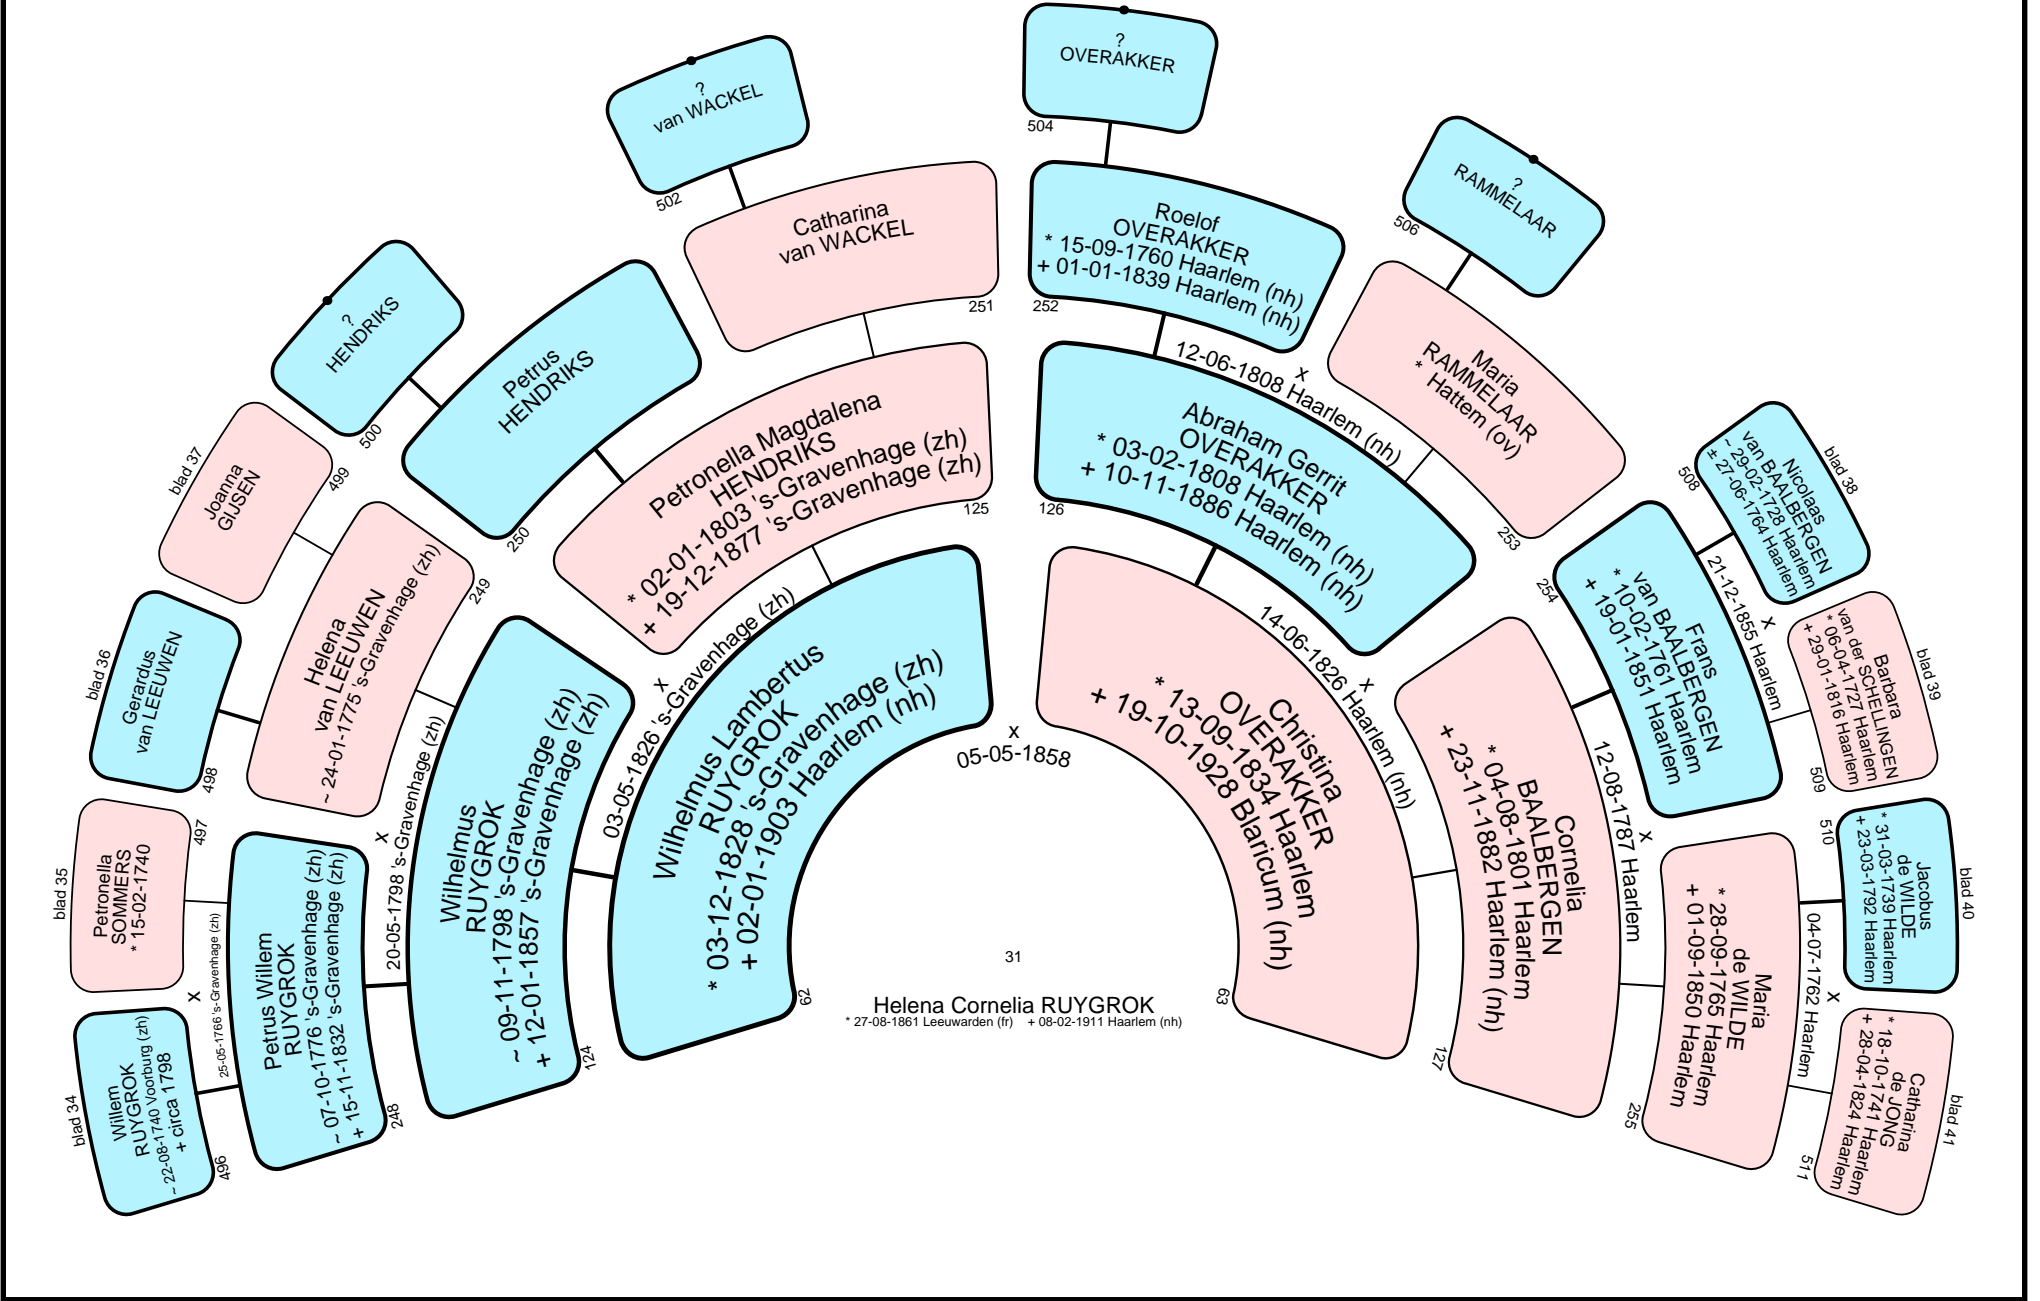 ?
van WACKEL
502
?
OVERAKKER
504
?
HENDRIKS
500
?
RAMMELAAR
506
Joanna
GIJSEN
blad 37
499
Gerardus
van LEEUWEN
blad 36
498
Petronella
SOMMERS
* 15-02-1740
blad 35
497
x
25-05-1766 's-Gravenhage (zh)
Willem
RUYGROK
~ 22-08-1740 Voorburg (zh)
+ circa 1798
blad 34
496
Nicolaas
van BAALBERGEN
~ 29-02-1728 Haarlem
± 27-06-1764 Haarlem
blad 38
508
x
21-12-1855 Haarlem
Barbara
van der SCHELLINGEN
* 06-04-1727 Haarlem
+ 29-01-1816 Haarlem
blad 39
509
Jacobus
de WILDE
* 31-03-1739 Haarlem
+ 23-03-1792 Haarlem
blad 40
510
x
04-07-1762 Haarlem
Catharina
de JONG
* 18-10-1741 Haarlem
+ 28-04-1824 Haarlem
blad 41
511
Petrus Willem
RUYGROK
~ 07-10-1776 's-Gravenhage (zh)
+ 15-11-1832 's-Gravenhage (zh)
248
x
20-05-1798 's-Gravenhage (zh)
Helena
van LEEUWEN
~ 24-01-1775 's-Gravenhage (zh)
249
Petrus
HENDRIKS
250
Catharina
van WACKEL
251
Roelof
OVERAKKER
* 15-09-1760 Haarlem (nh)
+ 01-01-1839 Haarlem (nh)
252
x
12-06-1808 Haarlem (nh)
Maria
RAMMELAAR
* Hattem (ov)
253
Frans
van BAALBERGEN
* 10-02-1761 Haarlem
+ 19-01-1851 Haarlem
254
x
12-08-1787 Haarlem
Maria
de WILDE
* 28-09-1765 Haarlem
+ 01-09-1850 Haarlem
255
Wilhelmus
RUYGROK
~ 09-11-1798 's-Gravenhage (zh)
+ 12-01-1857 's-Gravenhage (zh)
124
x
03-05-1826 's-Gravenhage (zh)
Petronella Magdalena
HENDRIKS
* 02-01-1803 's-Gravenhage (zh)
+ 19-12-1877 's-Gravenhage (zh)
125
Abraham Gerrit
OVERAKKER
* 03-02-1808 Haarlem (nh)
+ 10-11-1886 Haarlem (nh)
126
x
14-06-1826 Haarlem (nh)
Cornelia
BAALBERGEN
* 04-08-1801 Haarlem
+ 23-11-1882 Haarlem (nh)
127
Wilhelmus Lambertus
RUYGROK
* 03-12-1828 's-Gravenhage (zh)
+ 02-01-1903 Haarlem (nh)
62
x
05-05-1858
Christina
OVERAKKER
* 13-09-1834 Haarlem
+ 19-10-1928 Blaricum (nh)
63
31
Helena Cornelia RUYGROK
* 27-08-1861 Leeuwarden (fr) + 08-02-1911 Haarlem (nh)